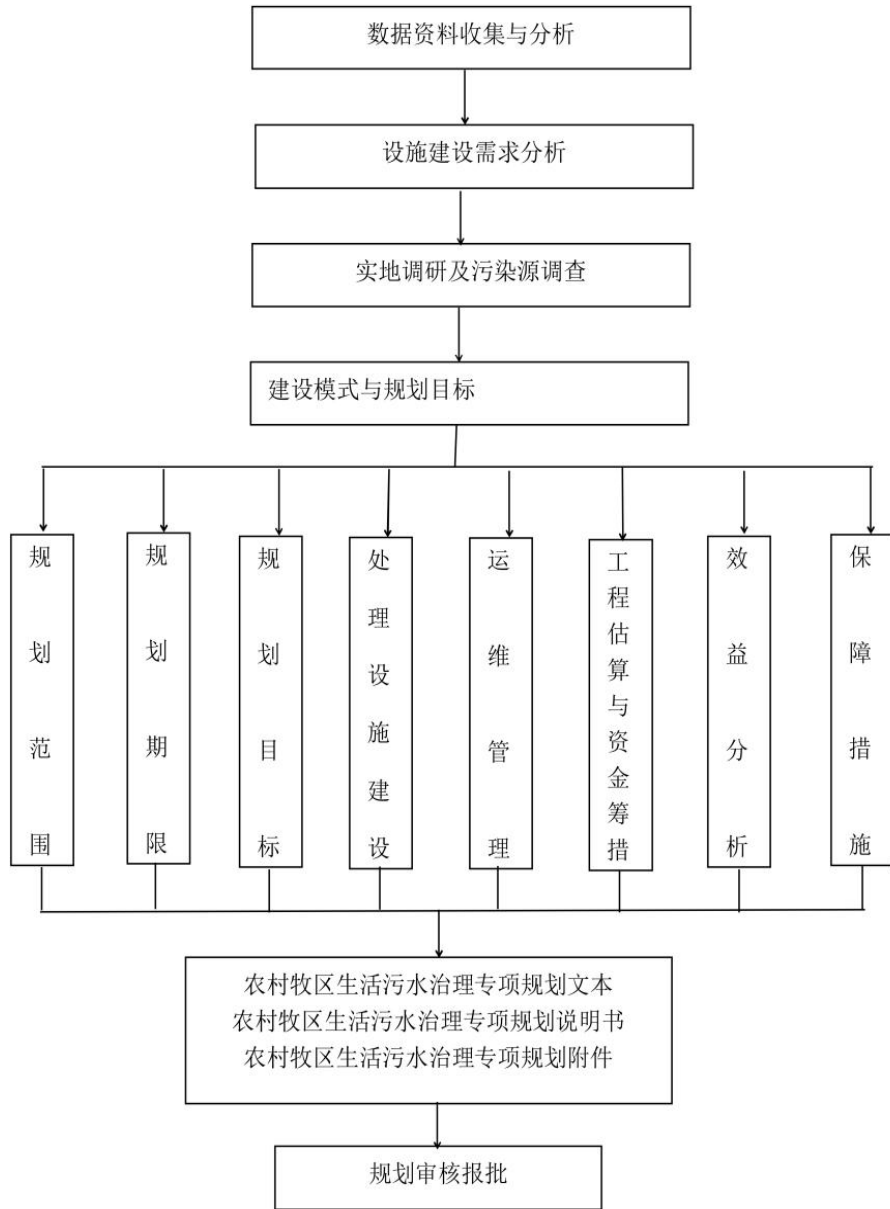 数据资料收集与分析
设施建设需求分析
实地调研及污染源调查
建设模式与规划目标
规划范围
规划期限
规划目标
处理设施建设
运维管理
工程估算与资金筹措
效益分析
保障措施
农村牧区生活污水治理专项规划文本
农村牧区生活污水治理专项规划说明书
农村牧区生活污水治理专项规划附件
规划审核报批